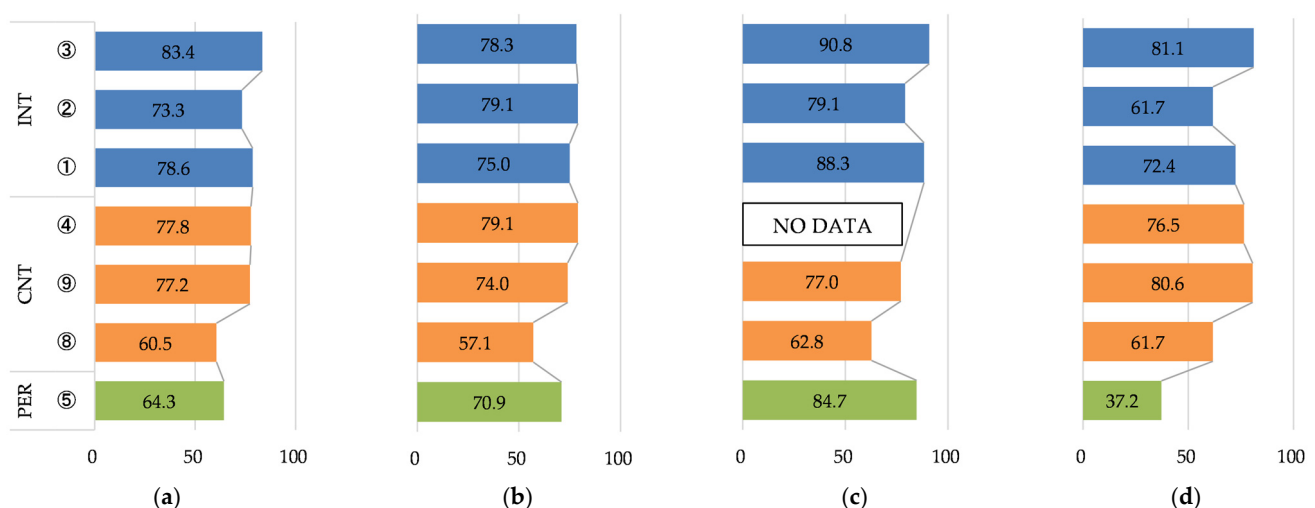 INT
③ 83.4 78.3 90.8 81.1
② 73.3 79.1 79.1 61.7
① 78.6 75.0 88.3 72.4
CNT
④ 77.8 79.1 NO DATA 76.5
⑨ 77.2 74.0 77.0 80.6
⑧ 60.5 57.1 62.8 61.7
PER
⑤ 64.3 70.9 84.7 37.2
0 50 100 0 50 100 0 50 100 0 50 100
(a) (b) (c) (d)